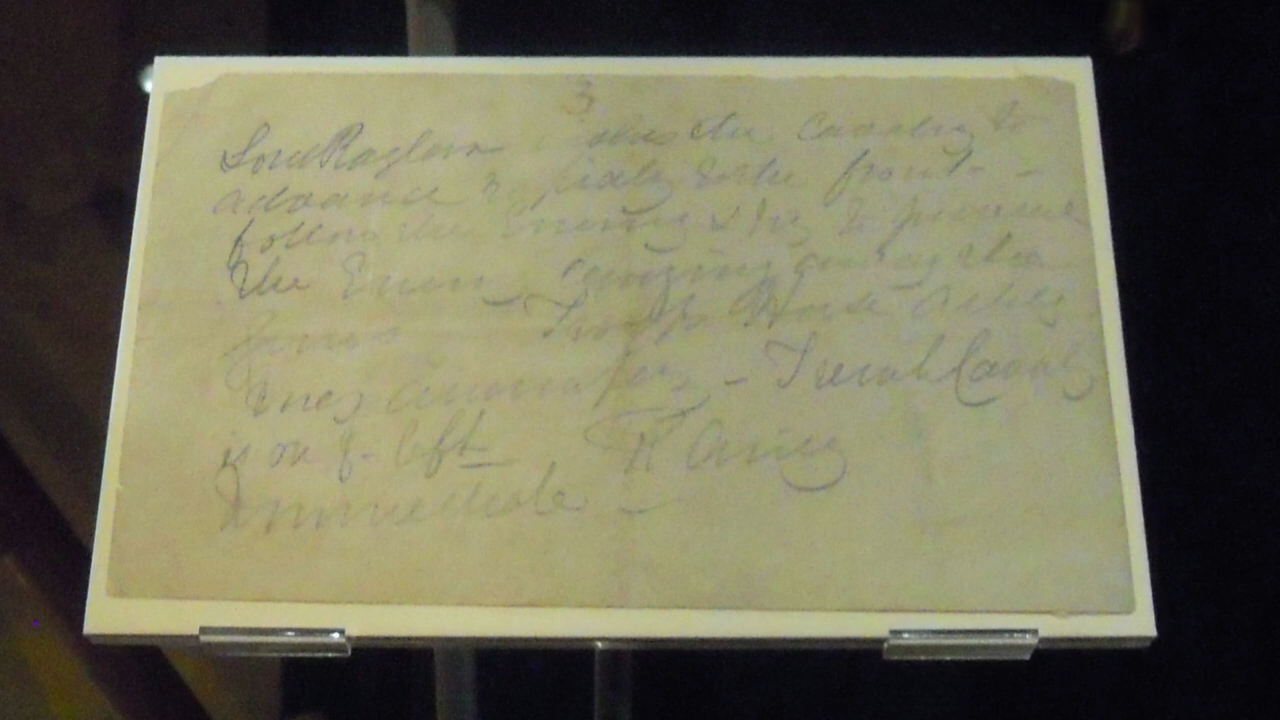 3
Lord Raglan wishes the Cavalry to
advance rapidly to the front -
follow the Enemy & try to prevent
the Enemy carrying away the
guns - Troop Horse Artillery
may accompany - French Cavalry
is on yr left R Airey
Immediate -